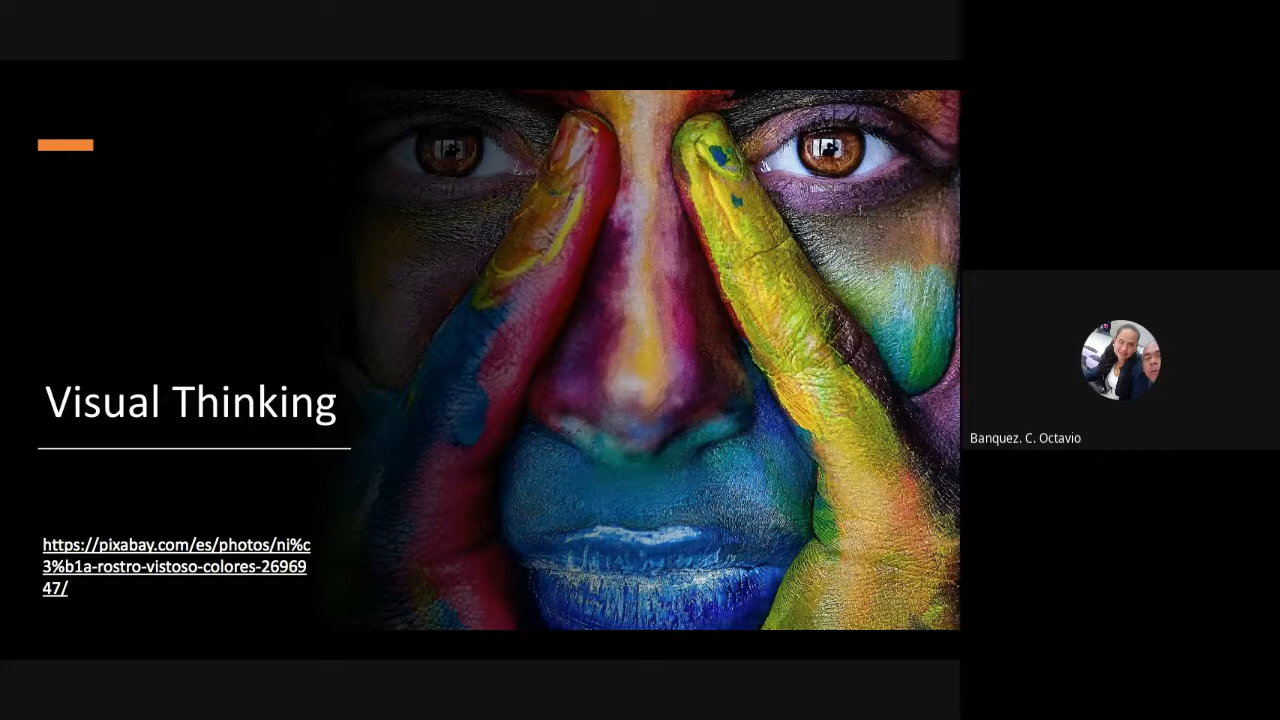 Visual Thinking
https://pixabay.com/es/photos/ni%c
3%b1a-rostro-vistoso-colores-26969
47/
Banquez. C. Octavio